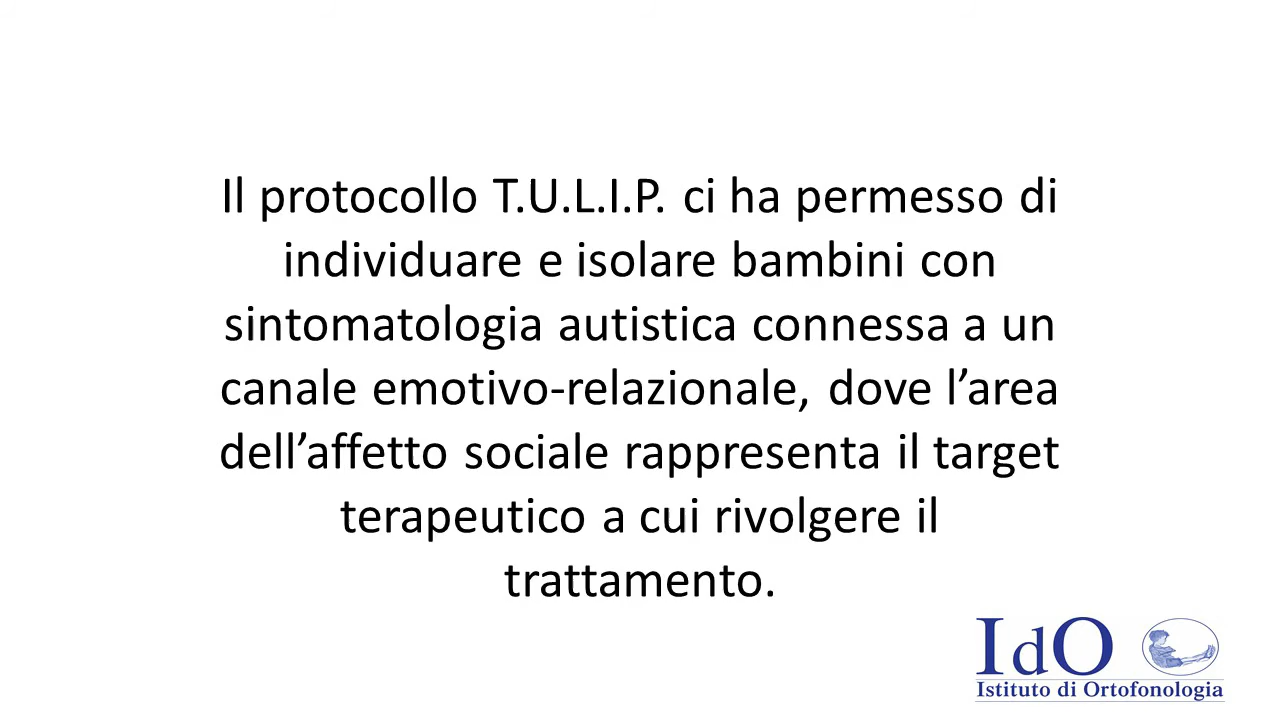 Il protocollo T.U.L.I.P. ci ha permesso di
individuare e isolare bambini con
sintomatologia autistica connessa a un
canale emotivo-relazionale, dove l’area
dell’affetto sociale rappresenta il target
terapeutico a cui rivolgere il
trattamento.
IdO
Istituto di Ortofonologia